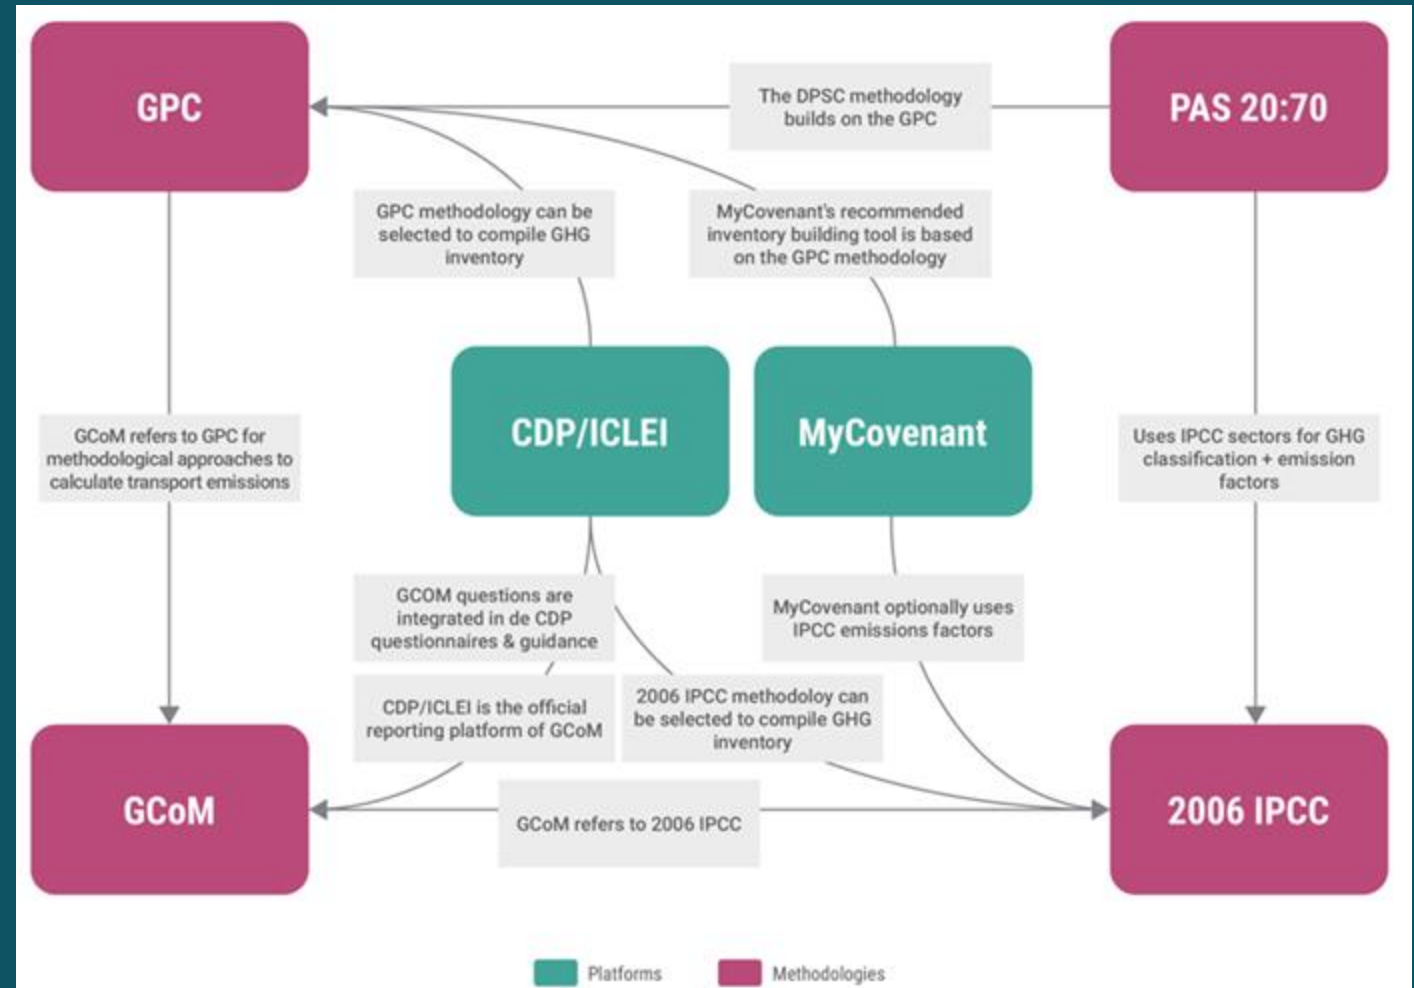 GPC
The DPSC methodology
builds on the GPC
PAS 20:70
GPC methodology can be
selected to compile GHG
inventory
MyCovenant's recommended
inventory building tool is based
on the GPC methodology
CDP/ICLEI
MyCovenant
GCoM refers to GPC for
methodological approaches to
calculate transport emissions
Uses IPCC sectors for GHG
classification + emission
factors
GCOM questions are
integrated in de CDP
questionnaires & guidance
MyCovenant optionally uses
IPCC emissions factors
CDP/ICLEI is the official
reporting platform of GCoM
2006 IPCC methodoloy can
be selected to compile GHG
inventory
GCoM
GCoM refers to 2006 IPCC
2006 IPCC
Platforms
Methodologies